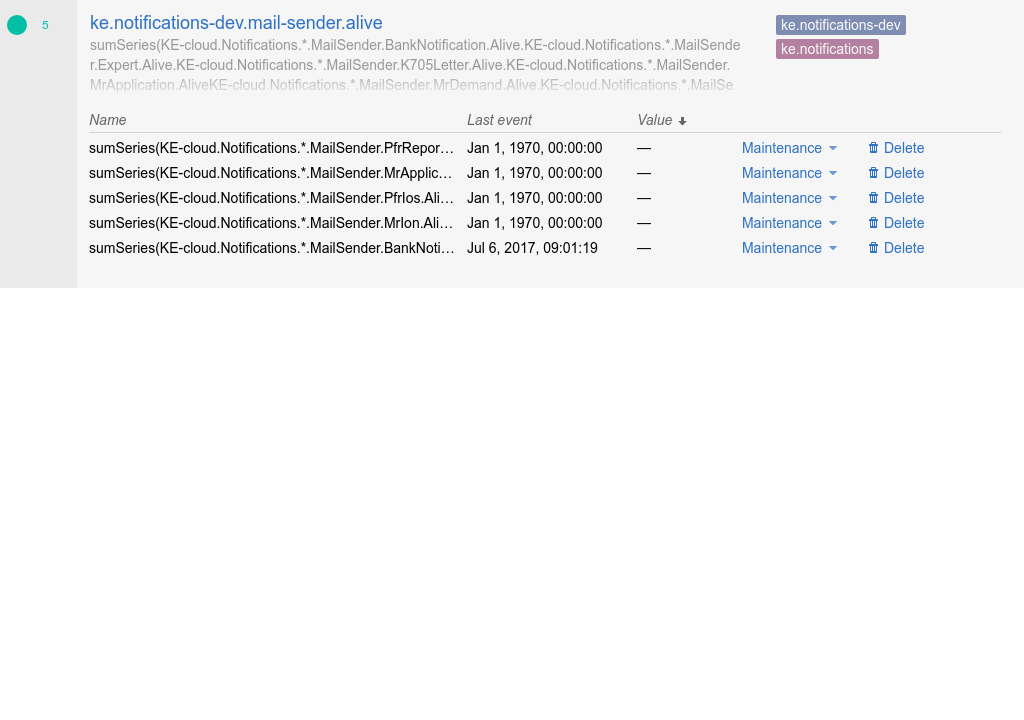 5
ke.notifications-dev.mail-sender.alive
sumSeries(KE-cloud.Notifications.*.MailSender.BankNotification.Alive.KE-cloud.Notifications.*.MailSende
r.Expert.Alive.KE-cloud.Notifications.*.MailSender.K705Letter.Alive.KE-cloud.Notifications.*.MailSender.
MrApplication.AliveKE-cloud.Notifications.*.MailSender.MrDemand.Alive.KE-cloud.Notifications.*.MailSe
ke.notifications-dev
ke.notifications
Name Last event Value
sumSeries(KE-cloud.Notifications.*.MailSender.PfrRepor… Jan 1, 1970, 00:00:00 — Maintenance Delete
sumSeries(KE-cloud.Notifications.*.MailSender.MrApplic… Jan 1, 1970, 00:00:00 — Maintenance Delete
sumSeries(KE-cloud.Notifications.*.MailSender.PfrIos.Ali… Jan 1, 1970, 00:00:00 — Maintenance Delete
sumSeries(KE-cloud.Notifications.*.MailSender.MrIon.Ali… Jan 1, 1970, 00:00:00 — Maintenance Delete
sumSeries(KE-cloud.Notifications.*.MailSender.BankNoti… Jul 6, 2017, 09:01:19 — Maintenance Delete